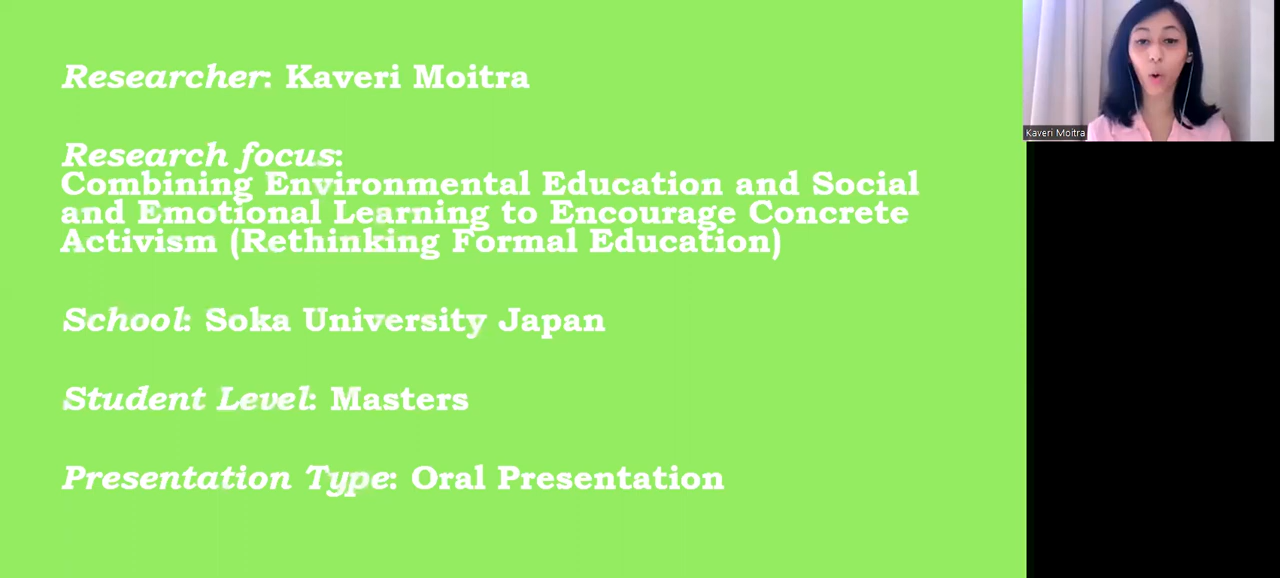 Researcher: Kaveri Moitra
Research focus:
Combining Environmental Education and Social
and Emotional Learning to Encourage Concrete
Activism (Rethinking Formal Education)
School: Soka University Japan
Student Level: Masters
Presentation Type: Oral Presentation
Kaveri Moitra